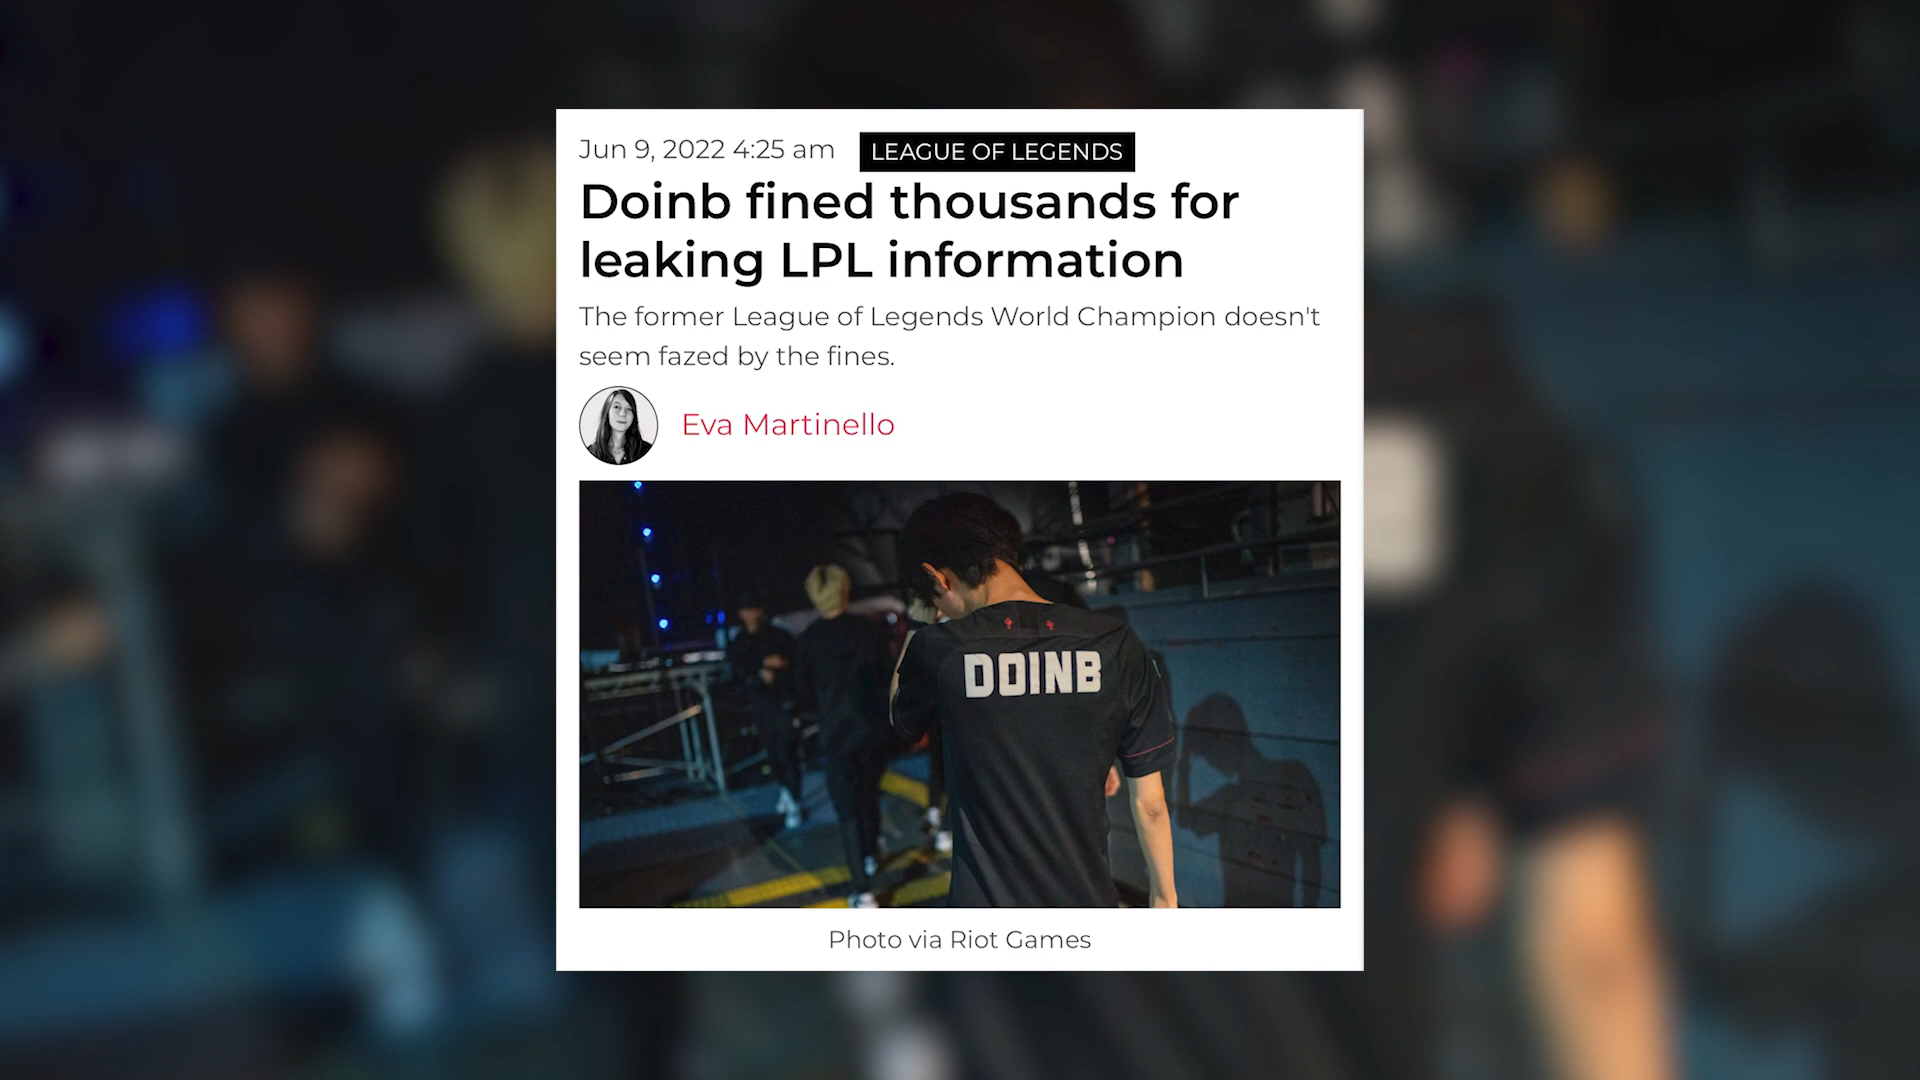 Jun 9, 2022 4:25 am LEAGUE OF LEGENDS
Doinb fined thousands for
leaking LPL information
The former League of Legends World Champion doesn't
seem fazed by the fines.
Eva Martinello
DOINB
Photo via Riot Games